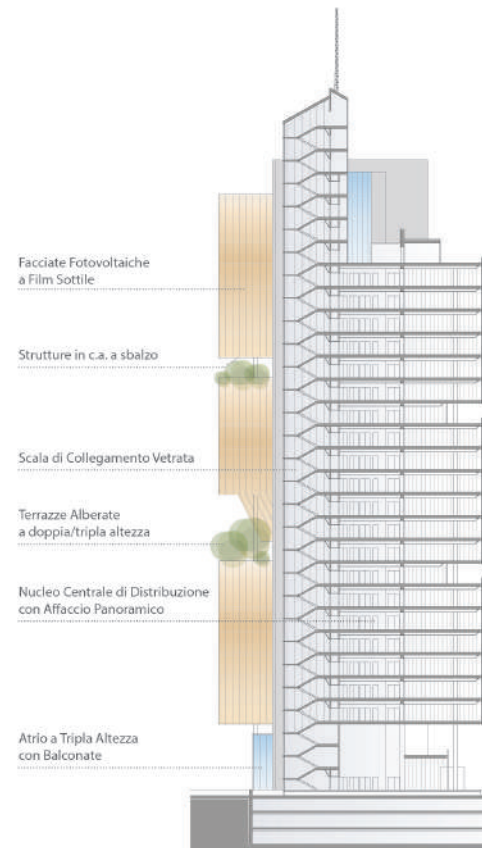 Facciate Fotovoltaiche
a Film Sottile
Strutture in c.a. a sbalzo
Scala di Collegamento Vetrata
Terrazze Alberate
a doppia/tripla altezza
Nucleo Centrale di Distribuzione
con Affaccio Panoramico
Atrio a Tripla Altezza
con Balconate